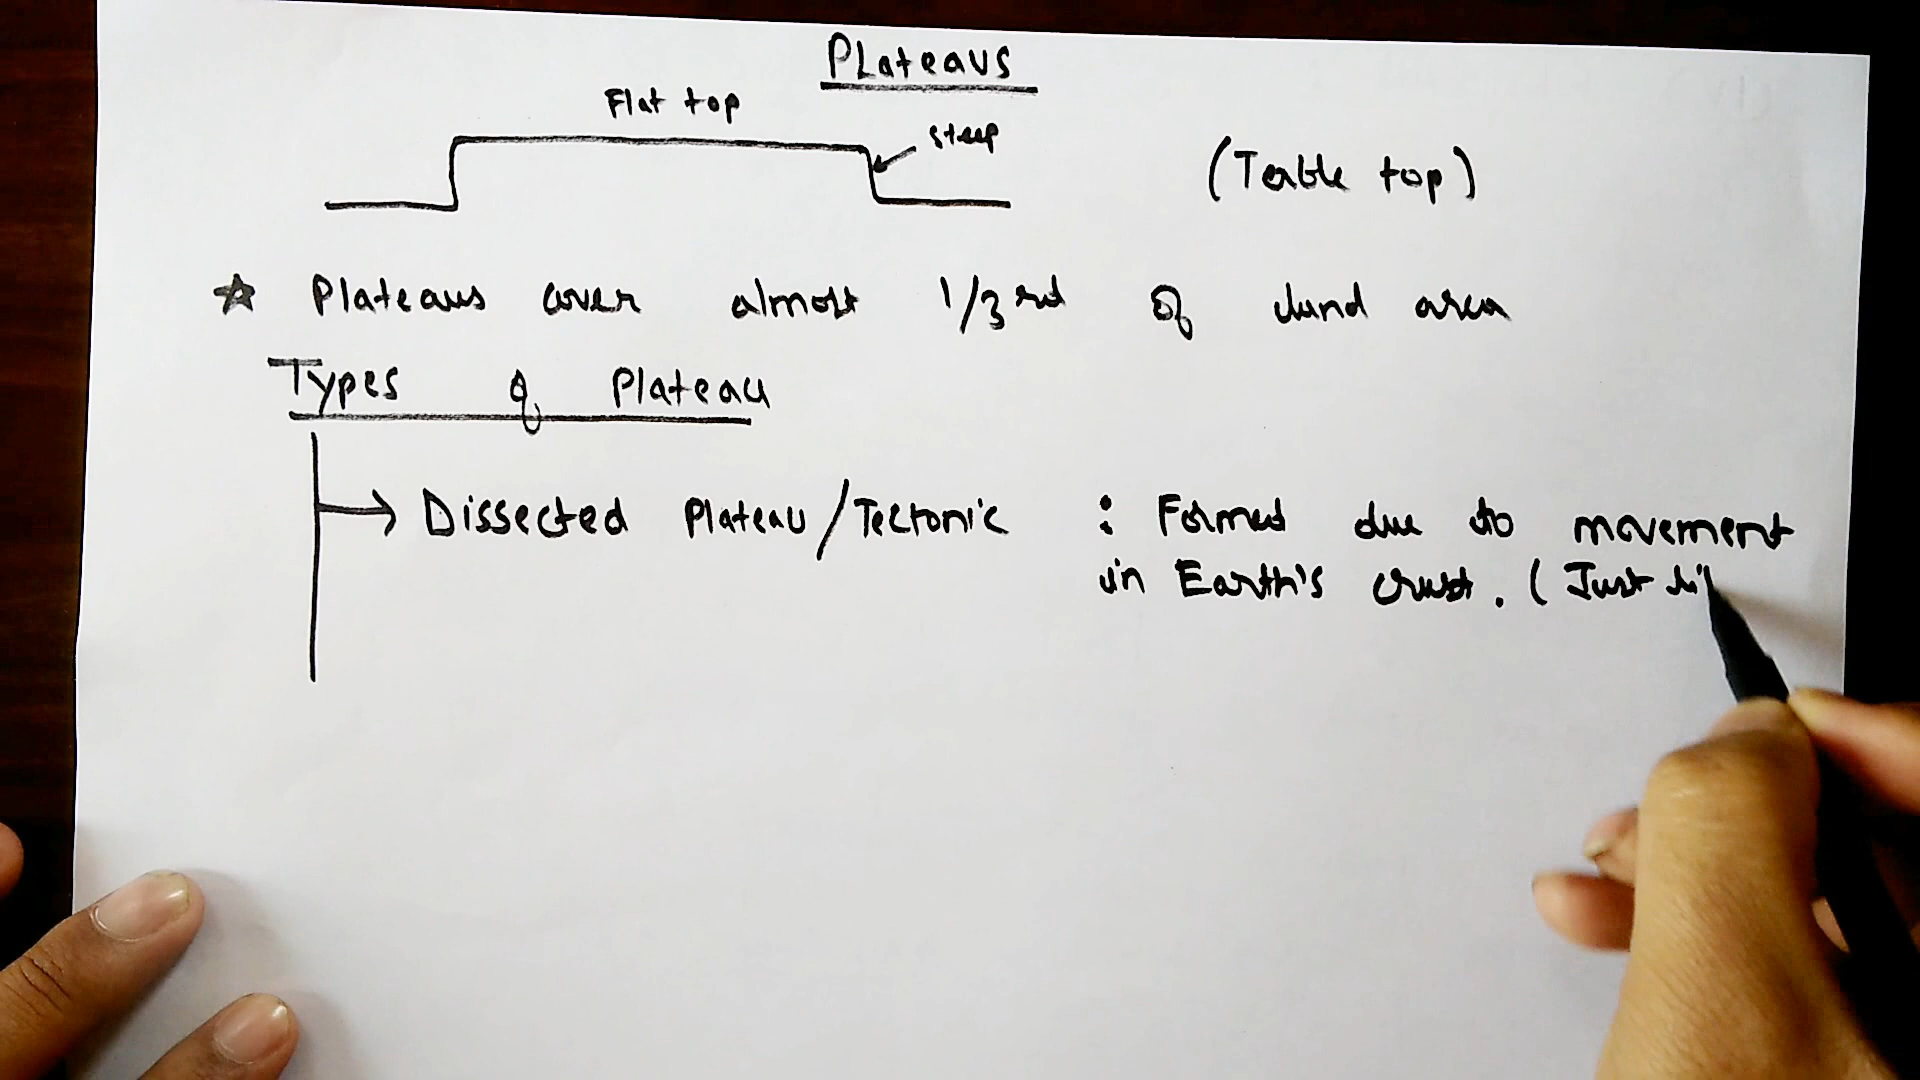 PLateaus
Flat top
steep
(Table top)
☆ Plateaus cover almost 1/3rd of land area
Types of Plateau
→ Dissected Plateau/Tectonic : Formed due to movement
in Earth's crust. (Just